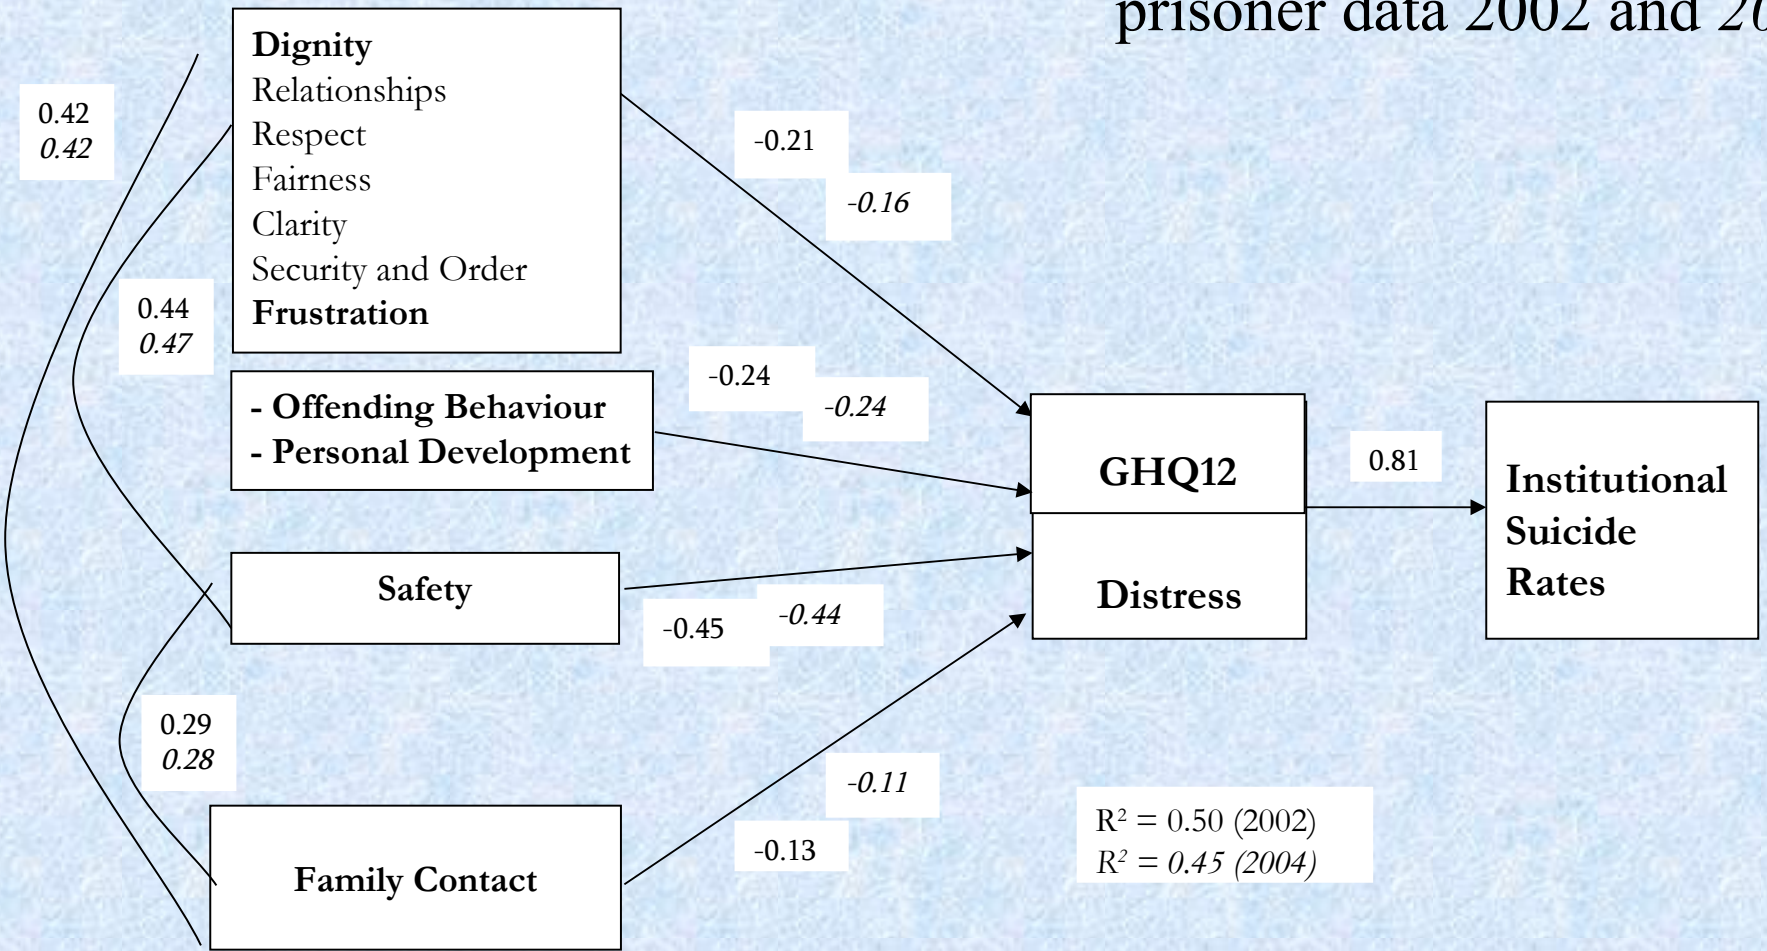 prisoner data 2002 and
0.42
0.42
Dignity
Relationships
Respect
Fairness
Clarity
Security and Order
Frustration
-0.21
-0.16
0.44
0.47
- Offending Behaviour
- Personal Development
-0.24
-0.24
GHQ12
Distress
0.81
Institutional
Suicide
Rates
Safety
-0.45
-0.44
0.29
0.28
Family Contact
-0.11
-0.13
R² = 0.50 (2002)
R² = 0.45 (2004)